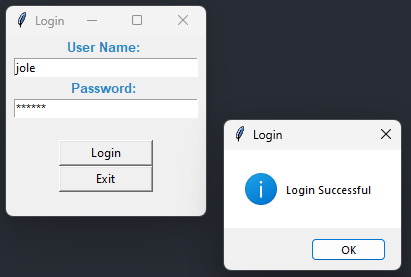 Login
User Name:
jole
Password:
******
Login
Exit
Login
Login Successful
OK